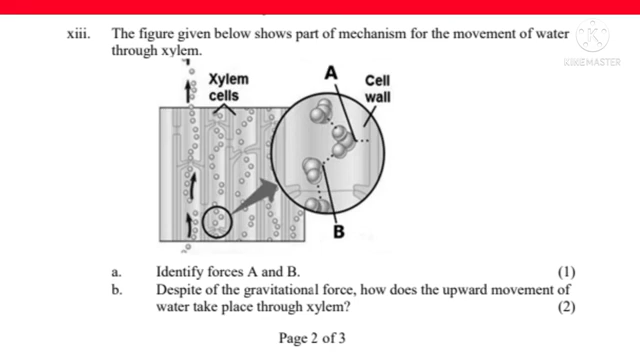 xiii. The figure given below shows part of mechanism for the movement of water
through xylem.
KINEMASTER
Xylem
cells
A
Cell
wall
B
a. Identify forces A and B. (1)
b. Despite of the gravitational force, how does the upward movement of
water take place through xylem? (2)
Page 2 of 3